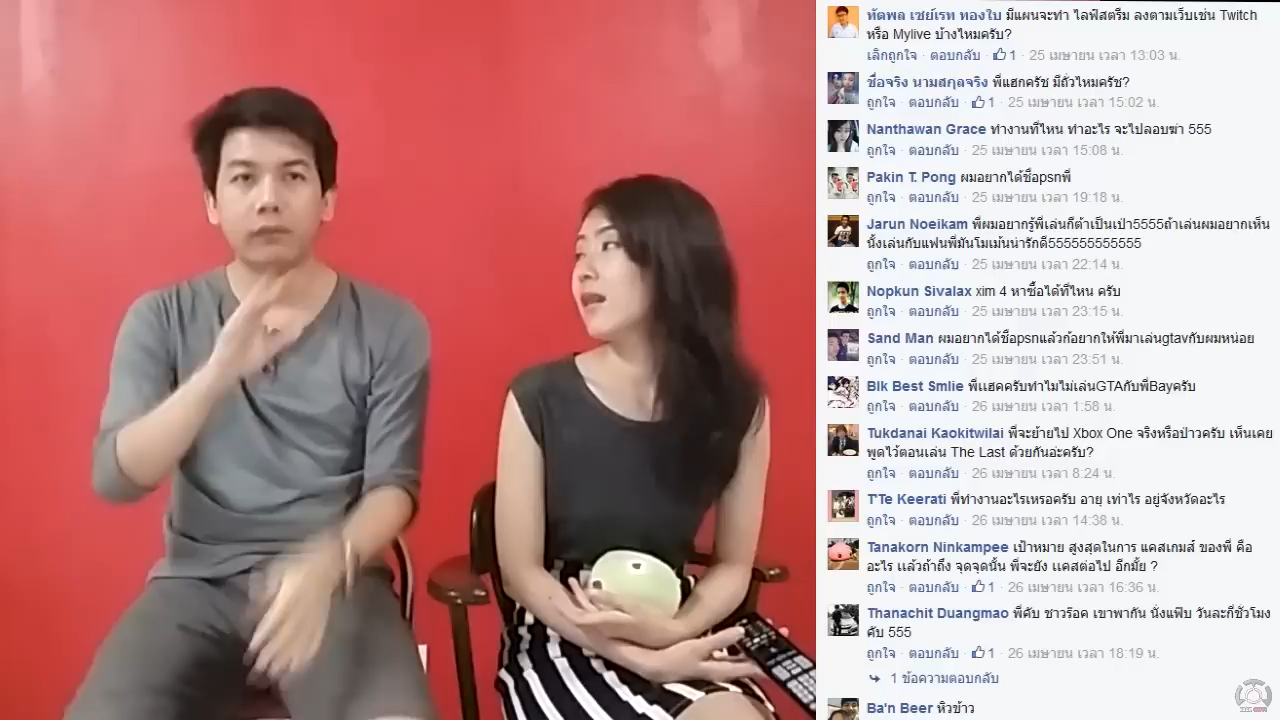 ทัตพล เซย์เรท ทองใบ มีแผนจะทำ ไลฟ์สตรีม ลงตามเว็บเช่น Twitch
หรือ Mylive บ้างไหมครับ?
เลิกถูกใจ · ตอบกลับ · 1 · 25 เมษายน เวลา 13:03 น.
ชื่อจริง นามสกุลจริง พี่แฮกครัช มีถั่วไหมครัช?
ถูกใจ · ตอบกลับ · 1 · 25 เมษายน เวลา 15:02 น.
Nanthawan Grace ทำงานที่ไหน ทำอะไร จะไปลอบฆ่า 555
ถูกใจ · ตอบกลับ · 25 เมษายน เวลา 15:08 น.
Pakin T. Pong ผมอยากได้ชื่อpsnพี่
ถูกใจ · ตอบกลับ · 25 เมษายน เวลา 19:18 น.
Jarun Noeikam พี่ผมอยากรู้พี่เล่นกีต้าเป็นเป่า5555ถ้าเล่นผมอยากเห็น
นั้งเล่นกับแฟนพี่มันโมเม้นน่ารักดี555555555555
ถูกใจ · ตอบกลับ · 25 เมษายน เวลา 22:14 น.
Nopkun Sivalax xim 4 หาซื้อได้ที่ไหน ครับ
ถูกใจ · ตอบกลับ · 25 เมษายน เวลา 23:15 น.
Sand Man ผมอยากได้ชื่อpsnแล้วก้อยากให้พี่มาเล่นgtavกับผมหน่อย
ถูกใจ · ตอบกลับ · 25 เมษายน เวลา 23:51 น.
Blk Best Smlie พี่แฮคครับทำไมไม่เล่นGTAกับพี่Bayครับ
ถูกใจ · ตอบกลับ · 26 เมษายน เวลา 1:58 น.
Tukdanai Kaokitwilai พี่จะย้ายไป Xbox One จริงหรือป่าวครับ เห็นเคย
พูดไว้ตอนเล่น The Last ด้วยกันอ่ะครับ?
ถูกใจ · ตอบกลับ · 26 เมษายน เวลา 8:24 น.
T'Te Keerati พี่ทำงานอะไรเหรอครับ อายุ เท่าไร อยู่จังหวัดอะไร
ถูกใจ · ตอบกลับ · 26 เมษายน เวลา 14:38 น.
Tanakorn Ninkampee เป้าหมาย สูงสุดในการ แคสเกมส์ ของพี่ คือ
อะไร แล้วถ้าถึง จุดจุดนั้น พี่จะยัง แคสต่อไป อีกมั้ย ?
ถูกใจ · ตอบกลับ · 1 · 26 เมษายน เวลา 16:36 น.
Thanachit Duangmao พี่คับ ชาวร๊อค เขาพากัน นั่งแฟ๊บ วันละกี่ชั่วโมง
คับ 555
ถูกใจ · ตอบกลับ · 1 · 26 เมษายน เวลา 18:19 น.
1 ข้อความตอบกลับ
Ba'n Beer หิวข้าว